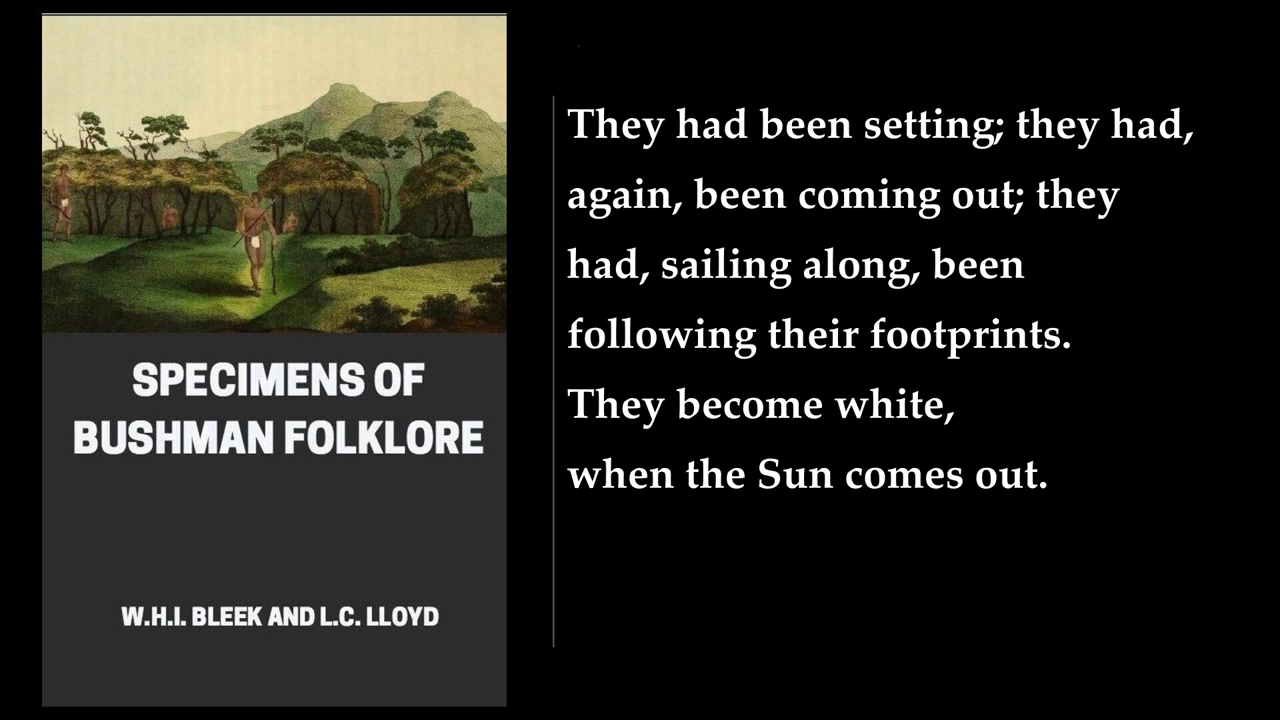 SPECIMENS OF
BUSHMAN FOLKLORE
W.H.I. BLEEK AND L.C. LLOYD
They had been setting; they had,
again, been coming out; they
had, sailing along, been
following their footprints.
They become white,
when the Sun comes out.